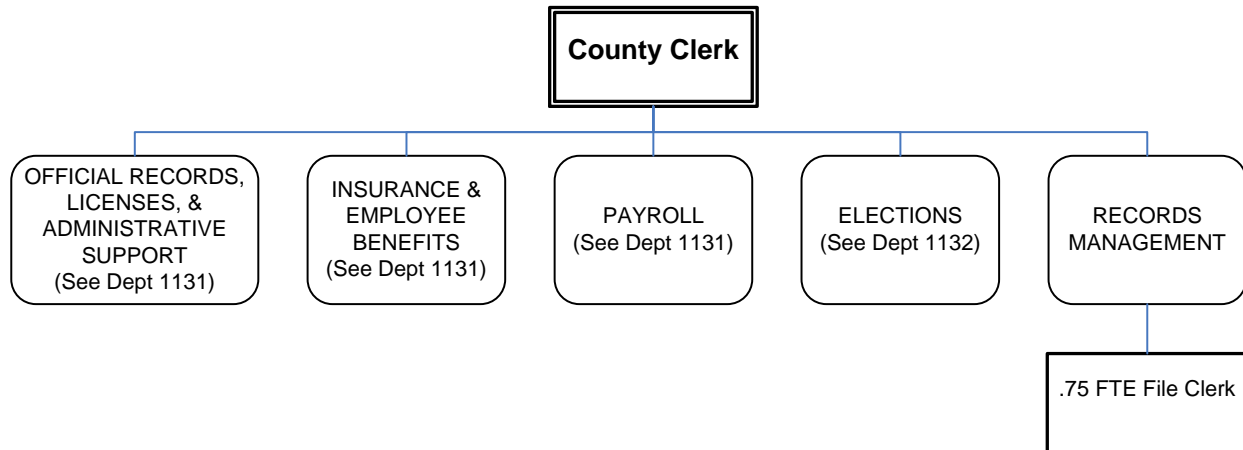 County Clerk
OFFICIAL RECORDS,
LICENSES, &
ADMINISTRATIVE
SUPPORT
(See Dept 1131)
INSURANCE &
EMPLOYEE
BENEFITS
(See Dept 1131)
PAYROLL
(See Dept 1131)
ELECTIONS
(See Dept 1132)
RECORDS
MANAGEMENT
.75 FTE File Clerk